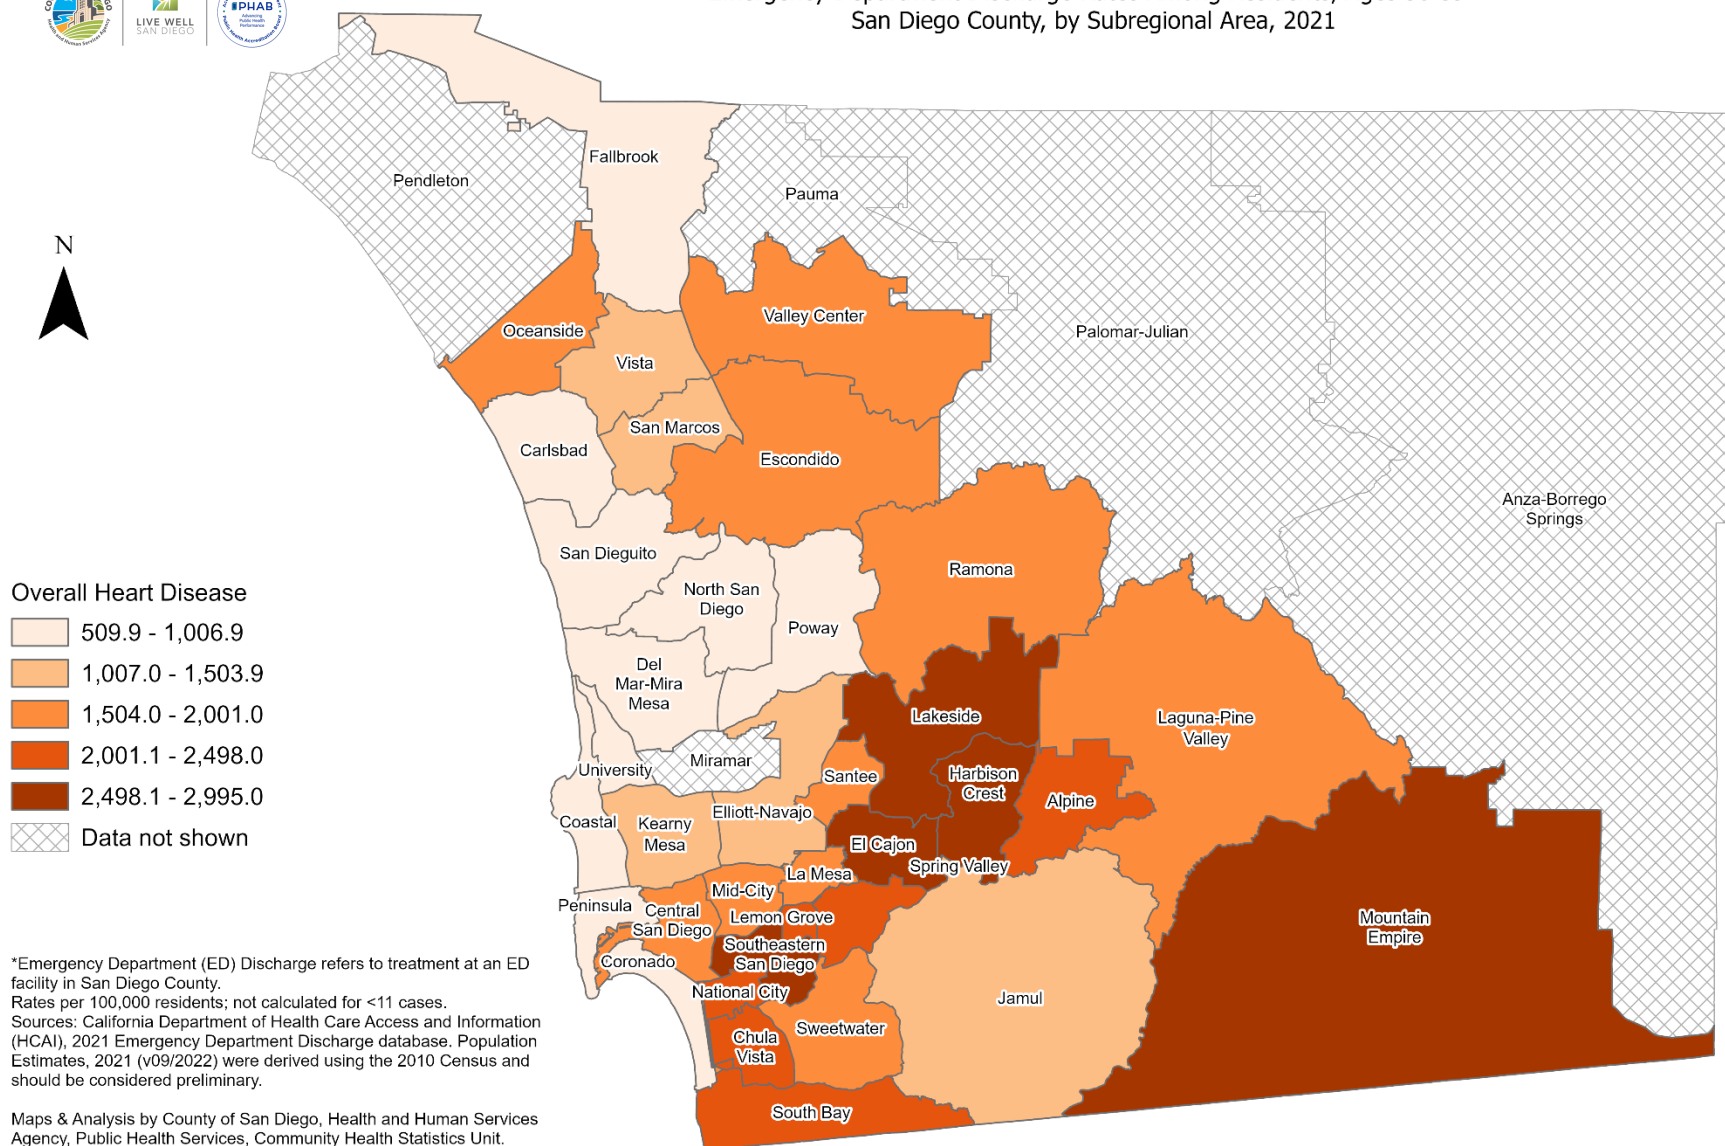 LIVE WELL
SAN DIEGO
PHAB
Advancing
Public Health
Performance
San Diego County, by Subregional Area, 2021
N
Fallbrook
Pendleton
Pauma
Valley Center
Oceanside
Palomar-Julian
Vista
San Marcos
Carlsbad
Escondido
Anza-Borrego
Springs
San Dieguito
Ramona
North San
Diego
Poway
Del
Mar-Mira
Mesa
Lakeside
Laguna-Pine
Valley
Miramar
University
Santee
Harbison
Crest
Alpine
Elliott-Navajo
Coastal
Kearny
Mesa
El Cajon
Spring Valley
La Mesa
Mid-City
Peninsula
Central
San Diego
Lemon Grove
Mountain
Empire
Southeastern
San Diego
Coronado
National City
Jamul
Sweetwater
Chula
Vista
South Bay
Overall Heart Disease
509.9 - 1,006.9
1,007.0 - 1,503.9
1,504.0 - 2,001.0
2,001.1 - 2,498.0
2,498.1 - 2,995.0
Data not shown
*Emergency Department (ED) Discharge refers to treatment at an ED
facility in San Diego County.
Rates per 100,000 residents; not calculated for <11 cases.
Sources: California Department of Health Care Access and Information
(HCAI), 2021 Emergency Department Discharge database. Population
Estimates, 2021 (v09/2022) were derived using the 2010 Census and
should be considered preliminary.
Maps & Analysis by County of San Diego, Health and Human Services
Agency, Public Health Services, Community Health Statistics Unit.